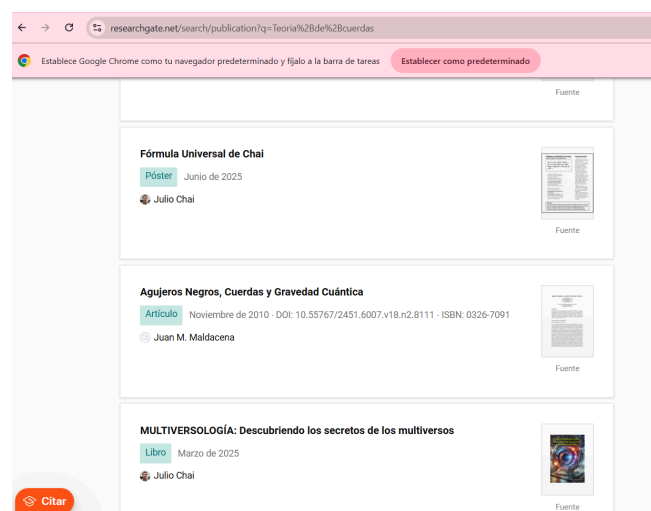 researchgate.net/search/publication?q=Teoria%2Bde%2Bcuerdas
Establece Google Chrome como tu navegador predeterminado y fíjalo a la barra de tareas Establecer como predeterminado
Fuente
Fórmula Universal de Chai
Póster Junio de 2025
Julio Chai
Fuente
Agujeros Negros, Cuerdas y Gravedad Cuántica
Artículo Noviembre de 2010 · DOI: 10.55767/2451.6007.v18.n2.8111 · ISBN: 0326-7091
Juan M. Maldacena
Fuente
MULTIVERSOLOGÍA: Descubriendo los secretos de los multiversos
Libro Marzo de 2025
Julio Chai
Citar
Fuente